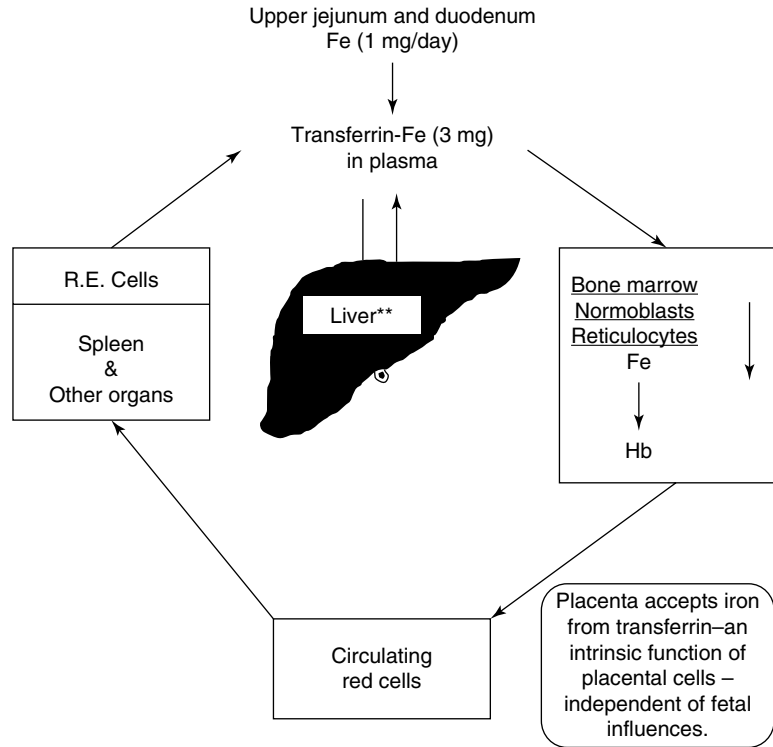 Upper jejunum and duodenum
Fe (1 mg/day)
Transferrin-Fe (3 mg)
in plasma
R.E. Cells
Spleen
&
Other organs
Liver**
Bone marrow
Normoblasts
Reticulocytes
Fe
Hb
Circulating
red cells
Placenta accepts iron
from transferrin–an
intrinsic function of
placental cells –
independent of fetal
influences.